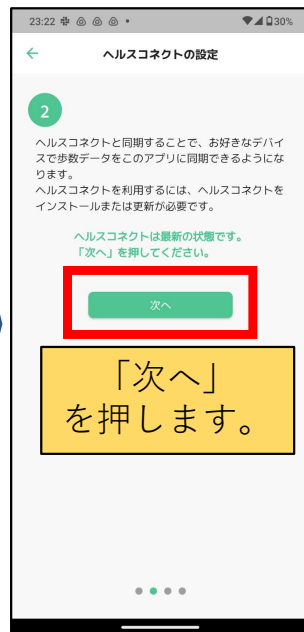 23:22 30%
ヘルスコネクトの設定
2
ヘルスコネクトと同期することで、お好きなデバイ
スで歩数データをこのアプリに同期できるようにな
ります。
ヘルスコネクトを利用するには、ヘルスコネクトを
インストールまたは更新が必要です。
ヘルスコネクトは最新の状態です。
「次へ」を押してください。
次へ
「次へ」
を押します。